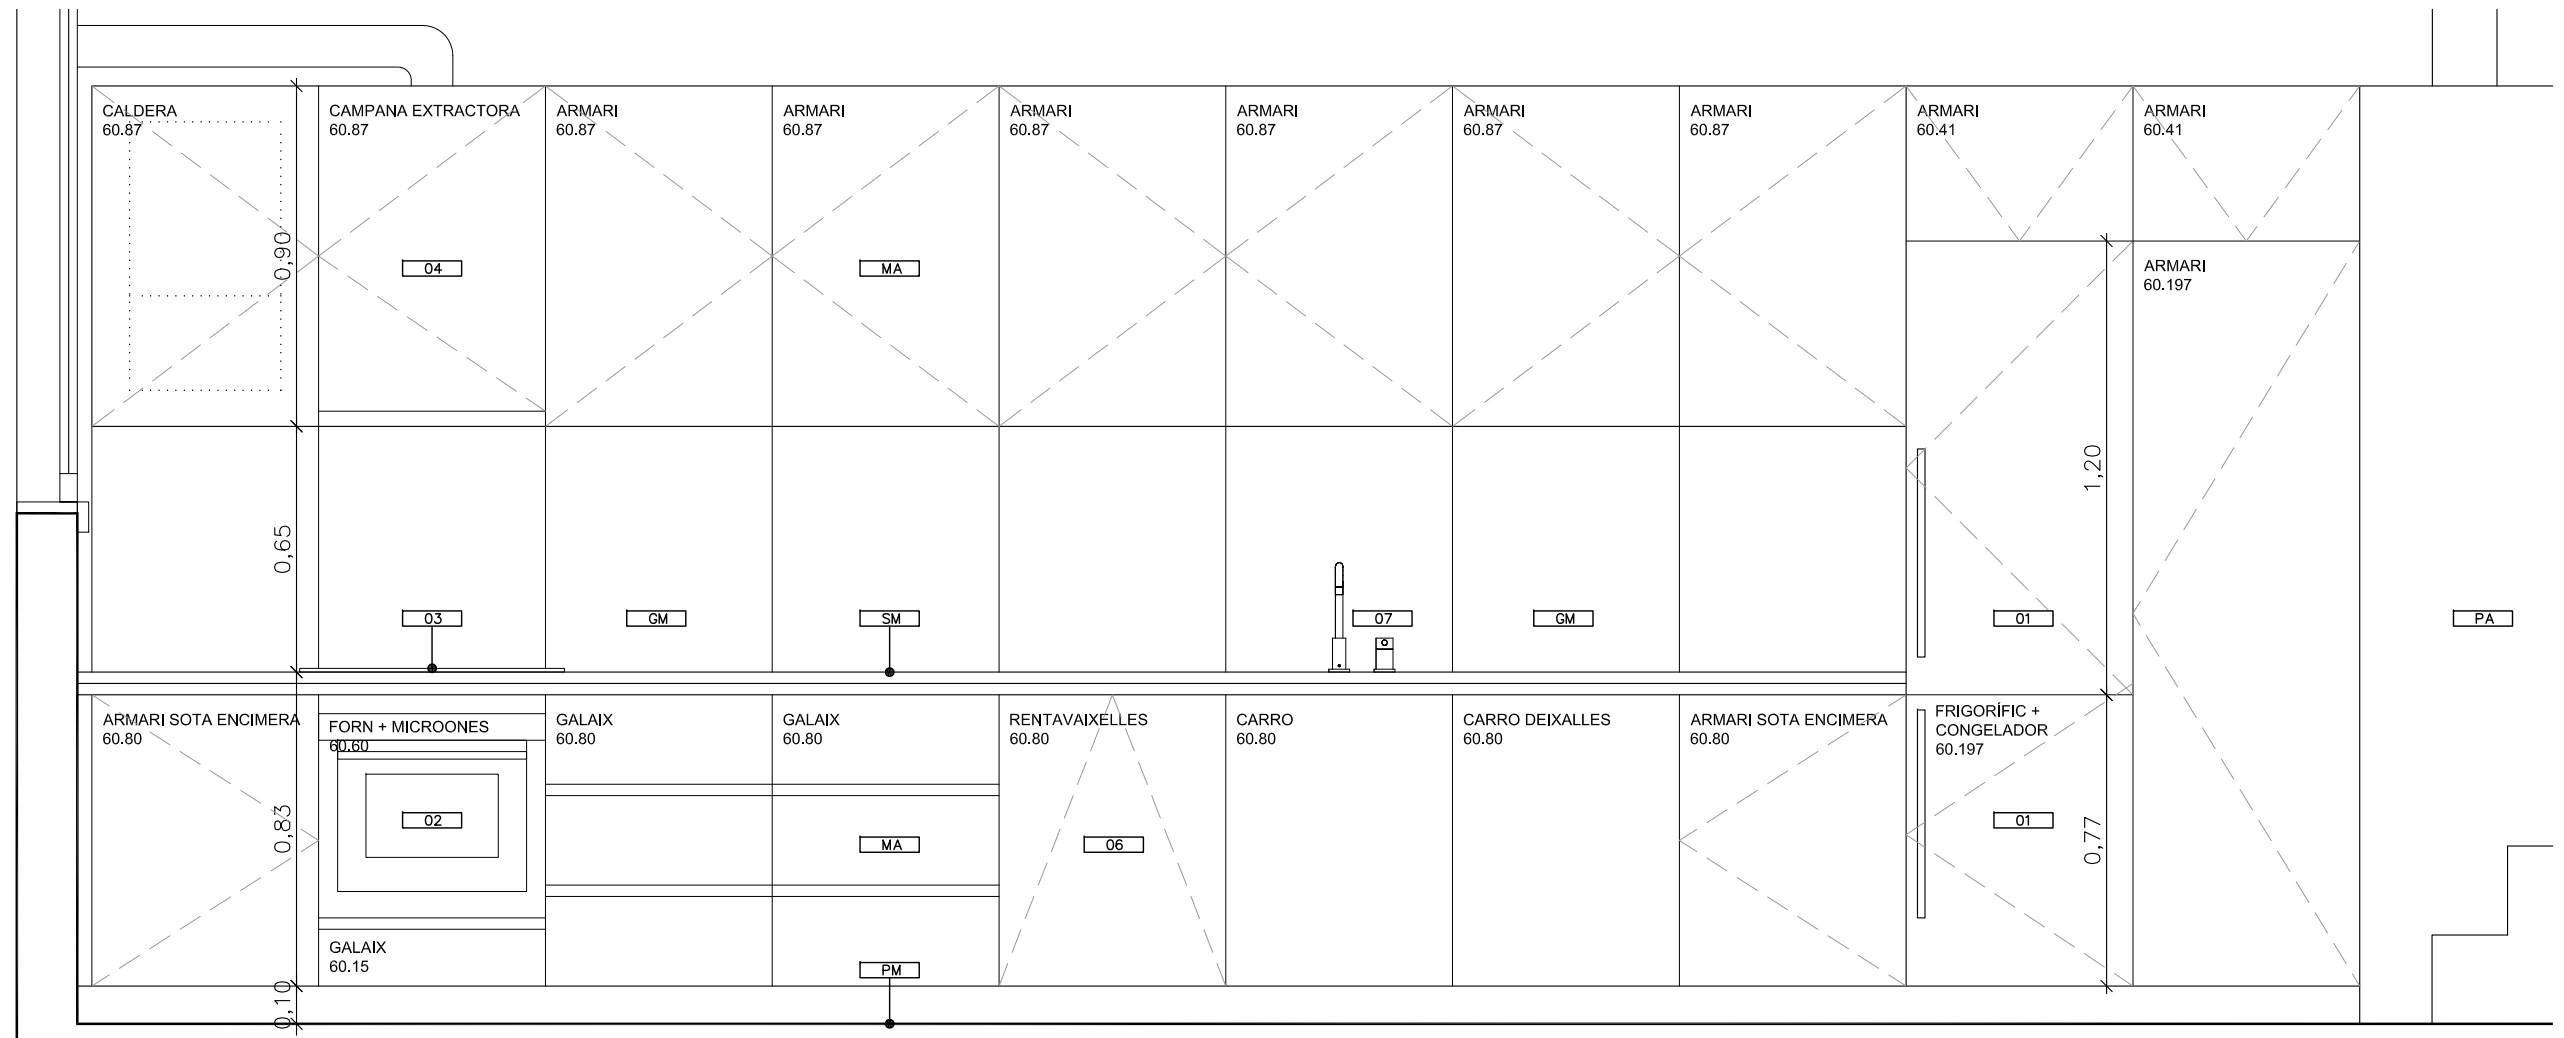 CALDERA
60.87
CAMPANA EXTRACTORA
60.87
ARMARI
60.87
ARMARI
60.87
ARMARI
60.87
ARMARI
60.87
ARMARI
60.87
ARMARI
60.87
ARMARI
60.41
ARMARI
60.41
0,90
04
MA
ARMARI
60.197
1,20
0,65
03
GM
SM
07
GM
01
PA
ARMARI SOTA ENCIMERA
60.80
FORN + MICROONES
60.60
GALAIX
60.80
GALAIX
60.80
RENTAVAIXELLES
60.80
CARRO
60.80
CARRO DEIXALLES
60.80
ARMARI SOTA ENCIMERA
60.80
FRIGORÍFIC +
CONGELADOR
60.197
0,83
02
MA
06
01
0,77
GALAIX
60.15
PM
0,10